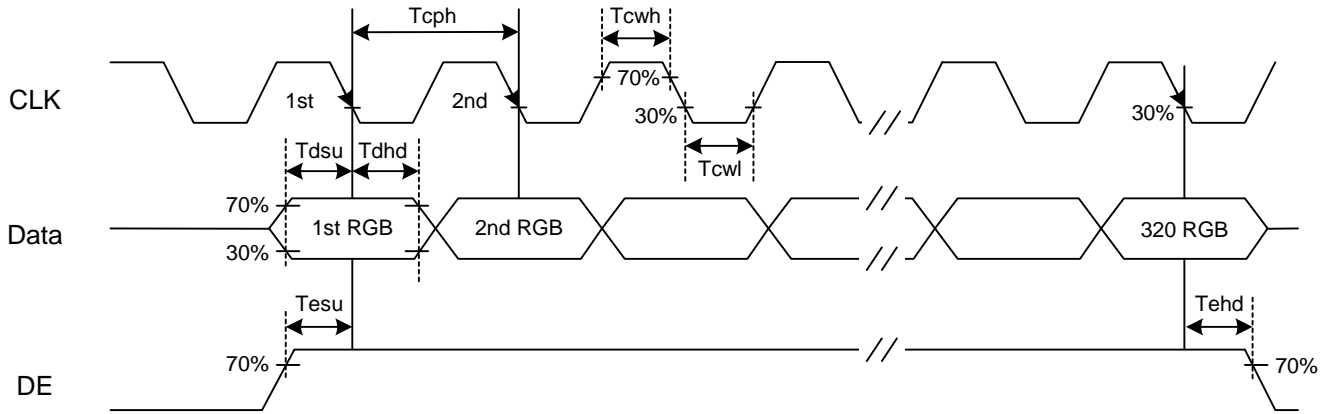 Tcph
Tcwh
CLK
1st
2nd
70%
30%
30%
Tcwl
Tdsu
Tdhd
70%
Data
1st RGB
2nd RGB
320 RGB
30%
Tesu
Tehd
70%
70%
DE